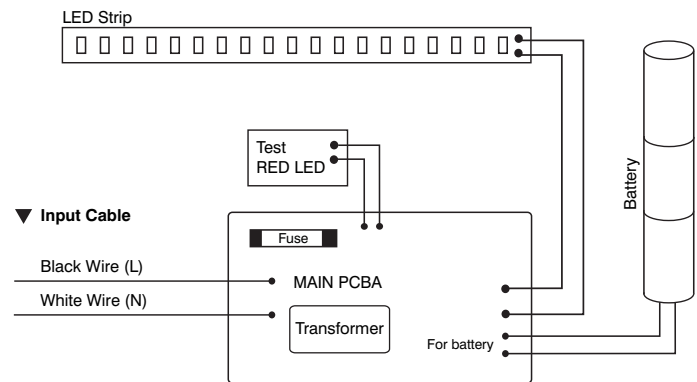 LED Strip
Test
RED LED
Battery
▼ Input Cable
Fuse
Black Wire (L)
MAIN PCBA
White Wire (N)
Transformer
For battery